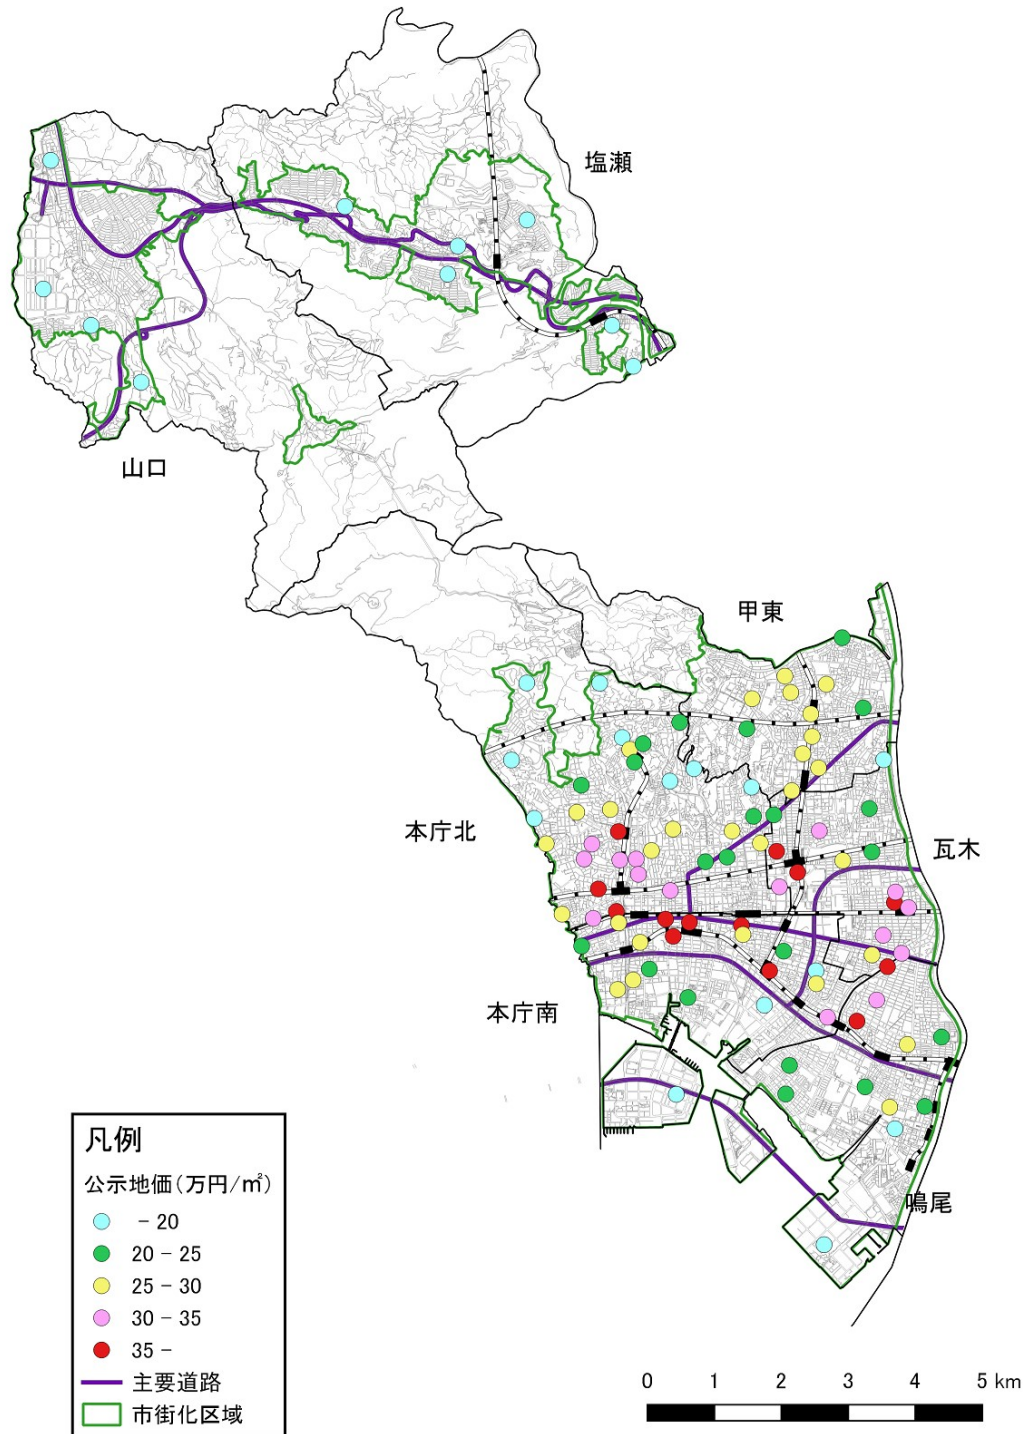 塩瀬
山口
甲東
本庁北
瓦木
本庁南
鳴尾
凡例
公示地価(万円/㎡)
－20
20－25
25－30
30－35
35－
主要道路
市街化区域
0 1 2 3 4 5 km